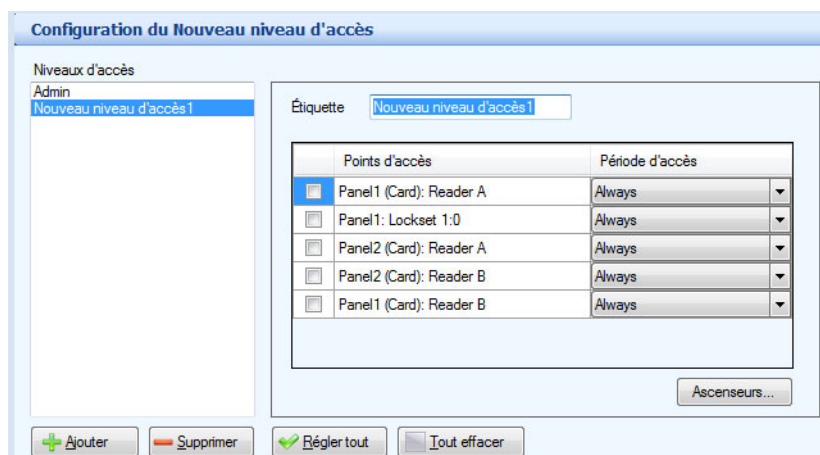 Configuration du Nouveau niveau d'accès
Niveaux d'accès
Admin
Nouveau niveau d'accès1
Étiquette Nouveau niveau d'accès1
Points d'accès Période d'accès
Panel1 (Card): Reader A Always
Panel1: Lockset 1:0 Always
Panel2 (Card): Reader A Always
Panel2 (Card): Reader B Always
Panel1 (Card): Reader B Always
Ascenseurs...
Ajouter Supprimer Régler tout Tout effacer